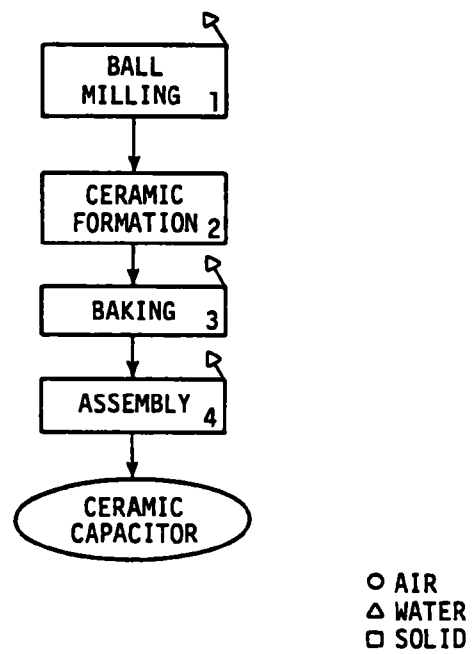 BALL
MILLING 1
CERAMIC
FORMATION 2
BAKING
3
ASSEMBLY
4
CERAMIC
CAPACITOR
AIR
WATER
SOLID